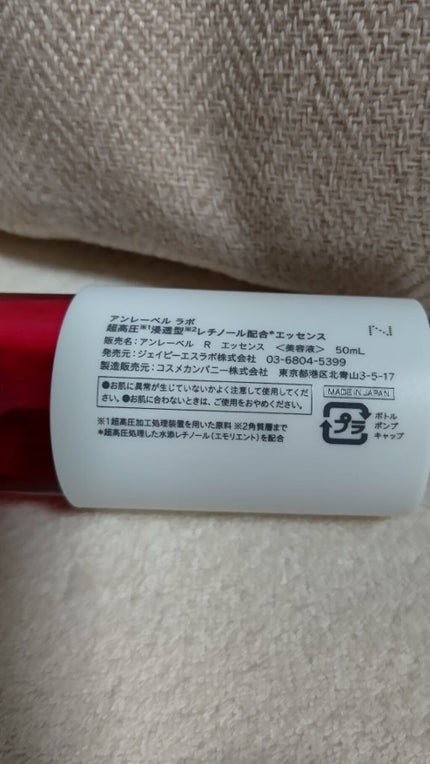 アンレーベル ラボ
超高圧※1浸透型※2レチノール配合*エッセンス
販売名：アンレーベル R エッセンス ＜美容液＞ 50mL
発売元：ジェイピーエスラボ株式会社 03-6804-5399
製造販売元：コスメカンパニー株式会社 東京都港区北青山3-5-17
●お肌に異常が生じていないかよく注意して使用してくだ
さい。●お肌に合わないときは、ご使用をおやめください。
※1超高圧加工処理装置を用いた原料 ※2角質層まで
*超高圧処理した水添レチノール（エモリエント）を配合
MADE IN JAPAN
プラ
ボトル
ポンプ
キャップ